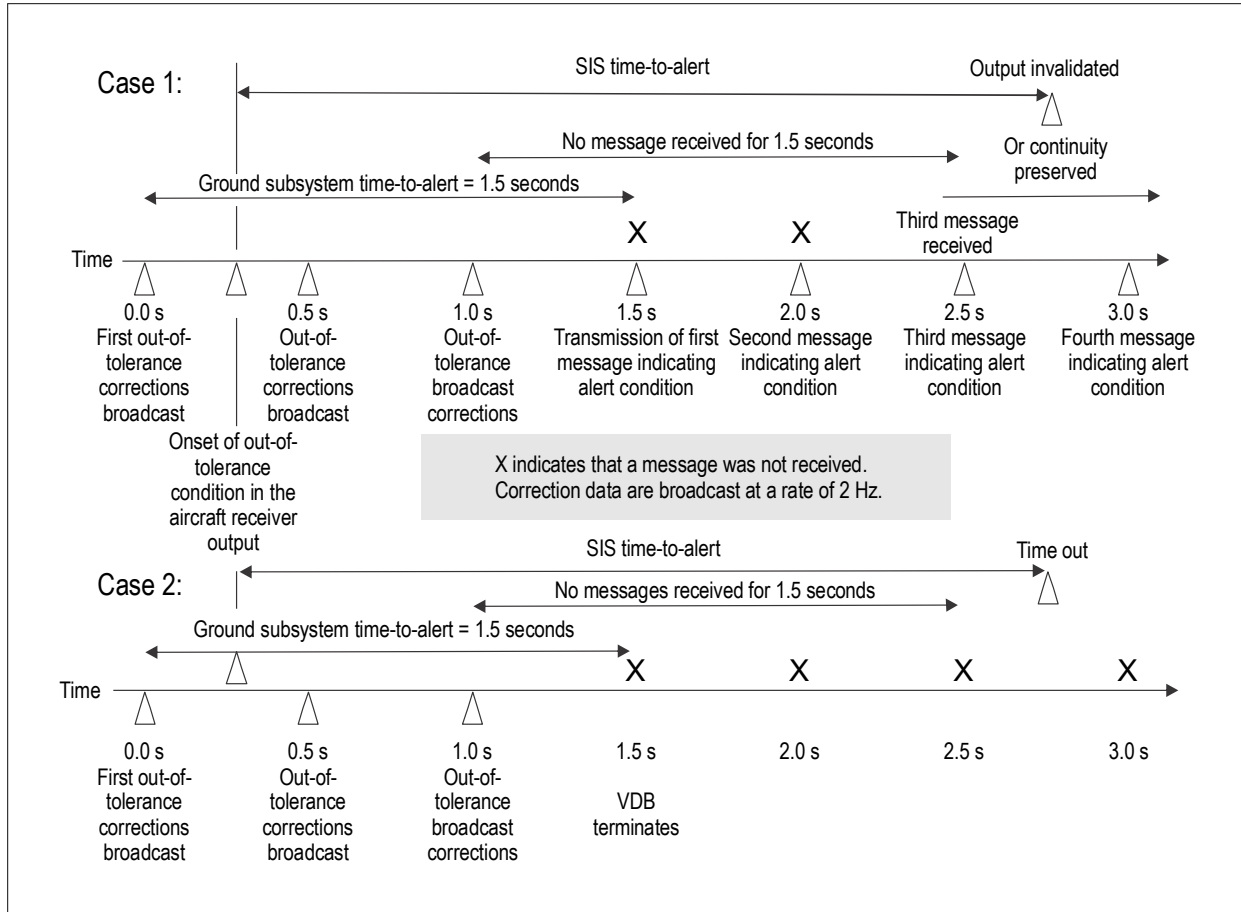 Case 1:
SIS time-to-alert
Output invalidated
No message received for 1.5 seconds
Or continuity
preserved
Ground subsystem time-to-alert = 1.5 seconds
X
X
Third message
received
Time
0.0 s
First out-of-
tolerance
corrections
broadcast
0.5 s
Out-of-
tolerance
corrections
broadcast
1.0 s
Out-of-
tolerance
broadcast
corrections
1.5 s
Transmission of first
message indicating
alert condition
2.0 s
Second message
indicating alert
condition
2.5 s
Third message
indicating alert
condition
3.0 s
Fourth message
indicating alert
condition
Onset of out-of-
tolerance
condition in the
aircraft receiver
output
X indicates that a message was not received.
Correction data are broadcast at a rate of 2 Hz.
Case 2:
SIS time-to-alert
Time out
No messages received for 1.5 seconds
Ground subsystem time-to-alert = 1.5 seconds
X
X
X
X
Time
0.0 s
First out-of-
tolerance
corrections
broadcast
0.5 s
Out-of-
tolerance
corrections
broadcast
1.0 s
Out-of-
tolerance
broadcast
corrections
1.5 s
VDB
terminates
2.0 s
2.5 s
3.0 s